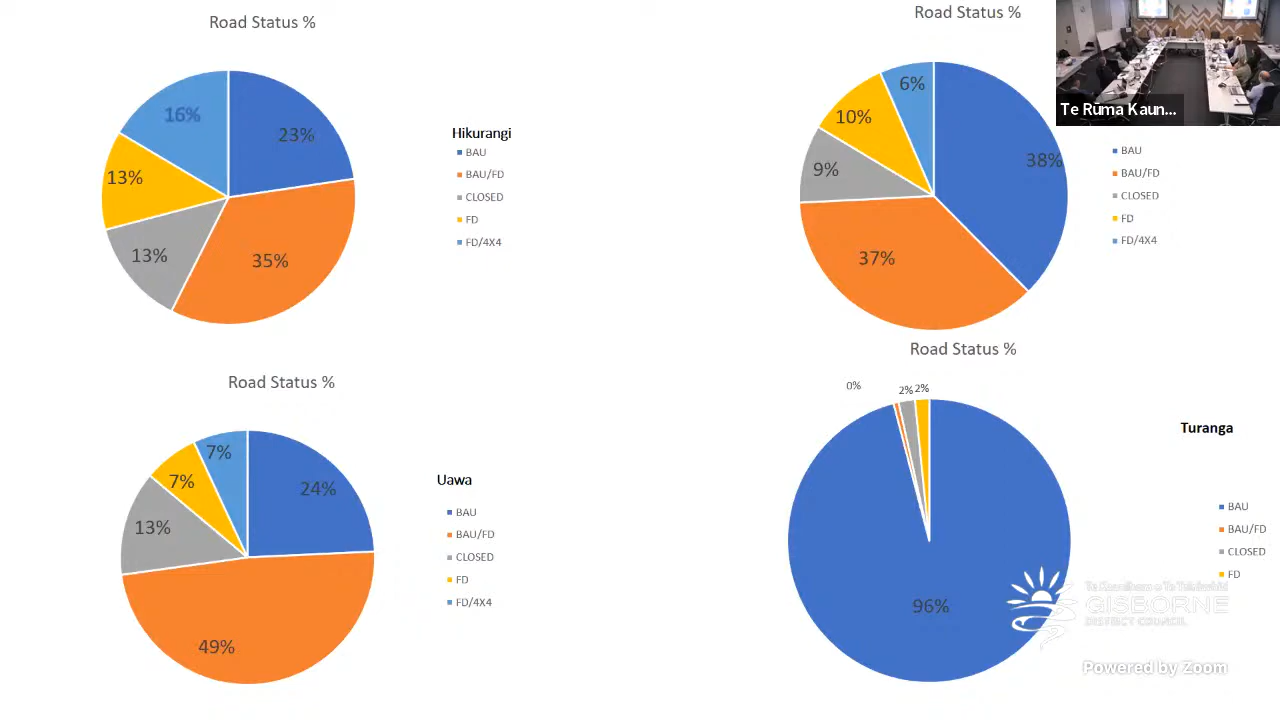 Road Status %
16%
23%
13%
13%
35%
Hikurangi
BAU
BAU/FD
CLOSED
FD
FD/4X4
Road Status %
6%
10%
9%
38%
37%
BAU
BAU/FD
CLOSED
FD
FD/4X4
Te Rūma Kaun...
Road Status %
7%
7%
24%
13%
49%
Uawa
BAU
BAU/FD
CLOSED
FD
FD/4X4
Road Status %
0%
2%
2%
96%
Turanga
BAU
BAU/FD
CLOSED
FD
GISBORNE
DISTRICT COUNCIL
Powered by Zoom